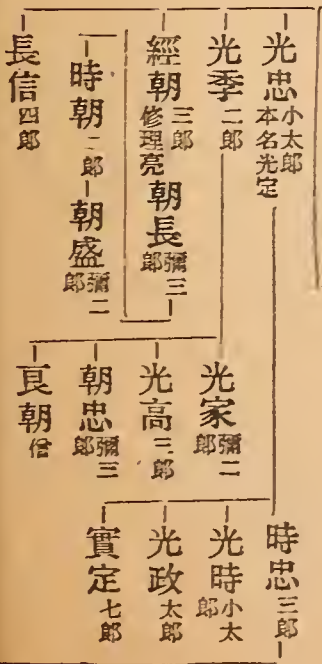 光忠 小太郎 本名光定
光季 二郎
經朝 三郎 修理亮 朝長 彌三郎
時朝 二郎 朝盛 彌二郎
長信 四郎
光家 彌二郎
光高 三郎
朝忠 彌三郎
良朝 僧
時忠 三郎
光時 小太郎
光政 太郎
實定 七郎